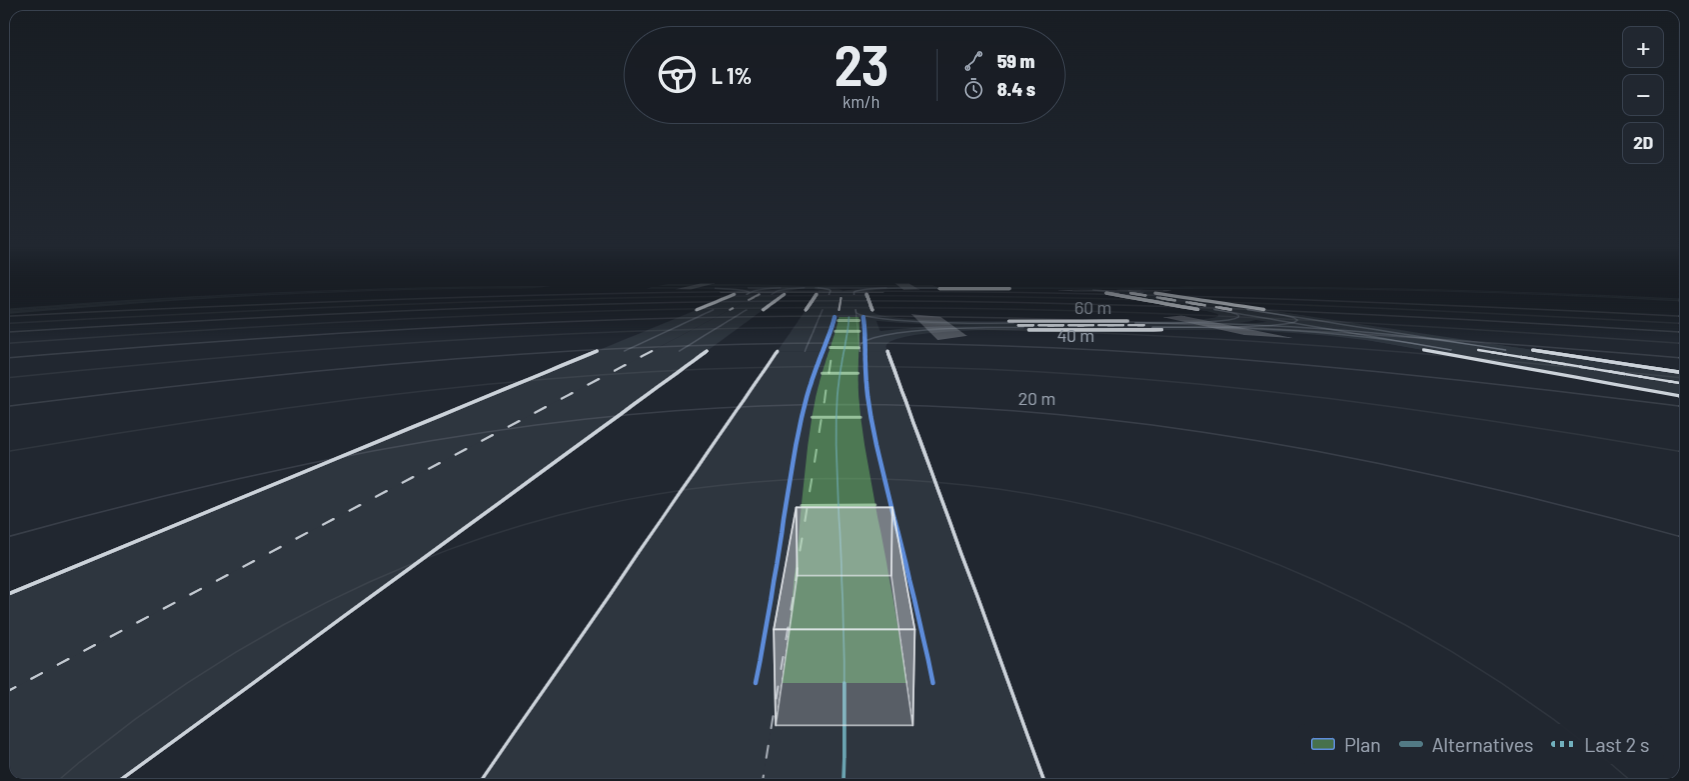 L 1%
23
km/h
59 m
8.4 s
+
−
2D
60 m
40 m
20 m
Plan
Alternatives
Last 2 s